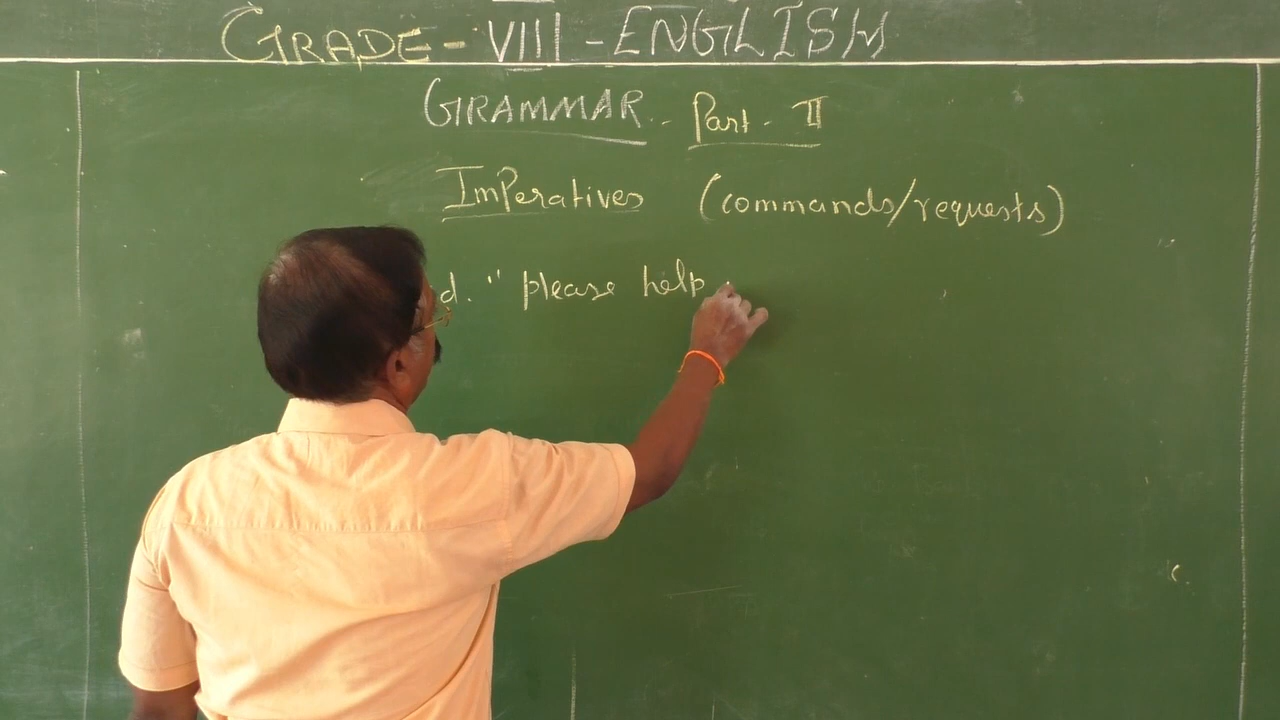 GRADE - VIII - ENGLISH
GRAMMAR - Part - II
Imperatives (commands/requests)
d. " please help